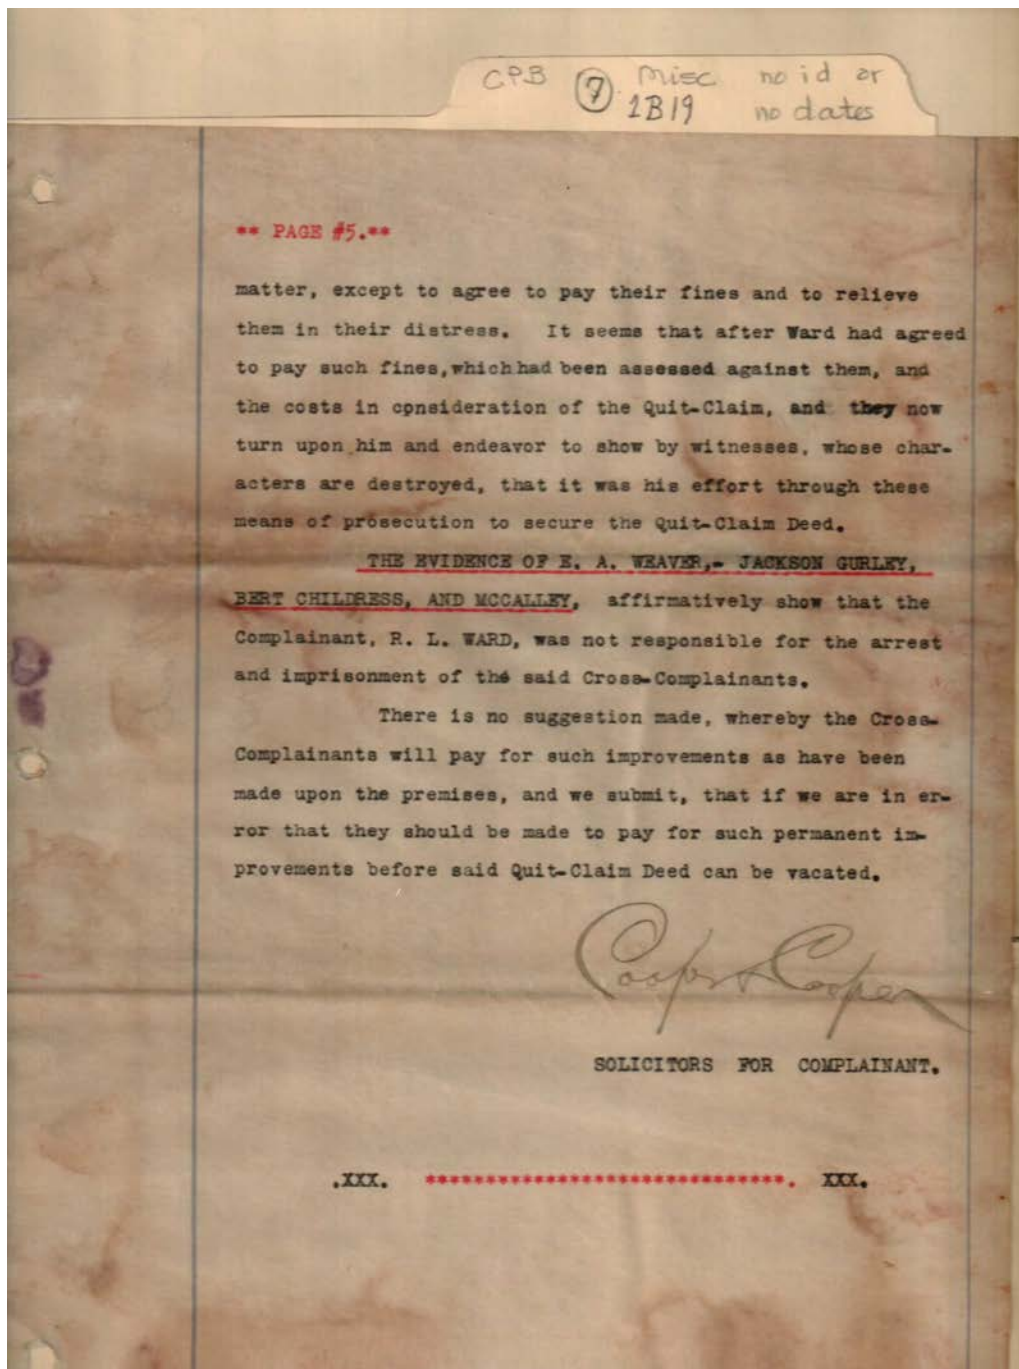 CPB ⑦ Misc no id or
1B19 no dates
** PAGE #5.**
matter, except to agree to pay their fines and to relieve
them in their distress. It seems that after Ward had agreed
to pay such fines,which had been assessed against them, and
the costs in cpnsideration of the Quit-Claim, and they now
turn upon him and endeavor to show by witnesses, whose char-
acters are destroyed, that it was his effort through these
means of prosecution to secure the Quit-Claim Deed.
THE EVIDENCE OF E. A. WEAVER,- JACKSON GURLEY,
BERT CHILDRESS, AND MCCALLEY, affirmatively show that the
Complainant, R. L. WARD, was not responsible for the arrest
and imprisonment of the said Cross-Complainants.
There is no suggestion made, whereby the Cross-
Complainants will pay for such improvements as have been
made upon the premises, and we submit, that if we are in er-
ror that they should be made to pay for such permanent im-
provements before said Quit-Claim Deed can be vacated.
Cooper & Cooper
SOLICITORS FOR COMPLAINANT.
.XXX. ******************************. XXX.